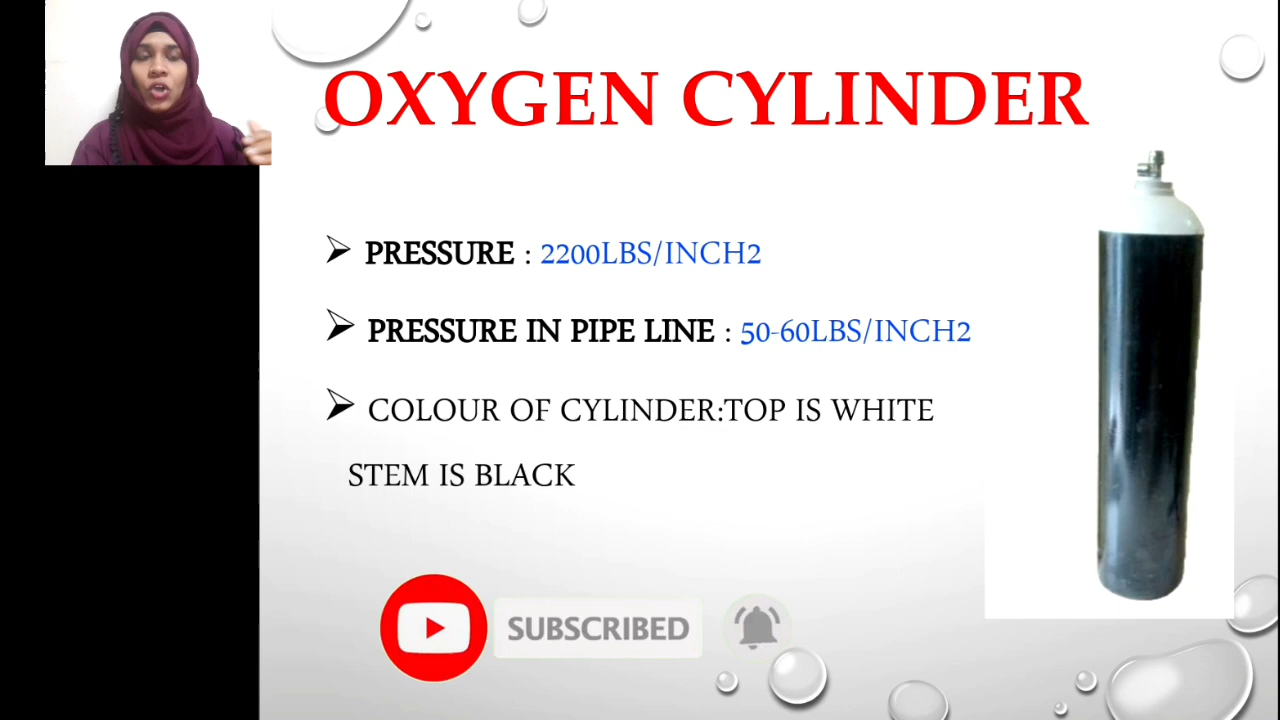 OXYGEN CYLINDER
➢ PRESSURE : 2200LBS/INCH2
➢ PRESSURE IN PIPE LINE : 50-60LBS/INCH2
➢ COLOUR OF CYLINDER:TOP IS WHITE
STEM IS BLACK
SUBSCRIBED